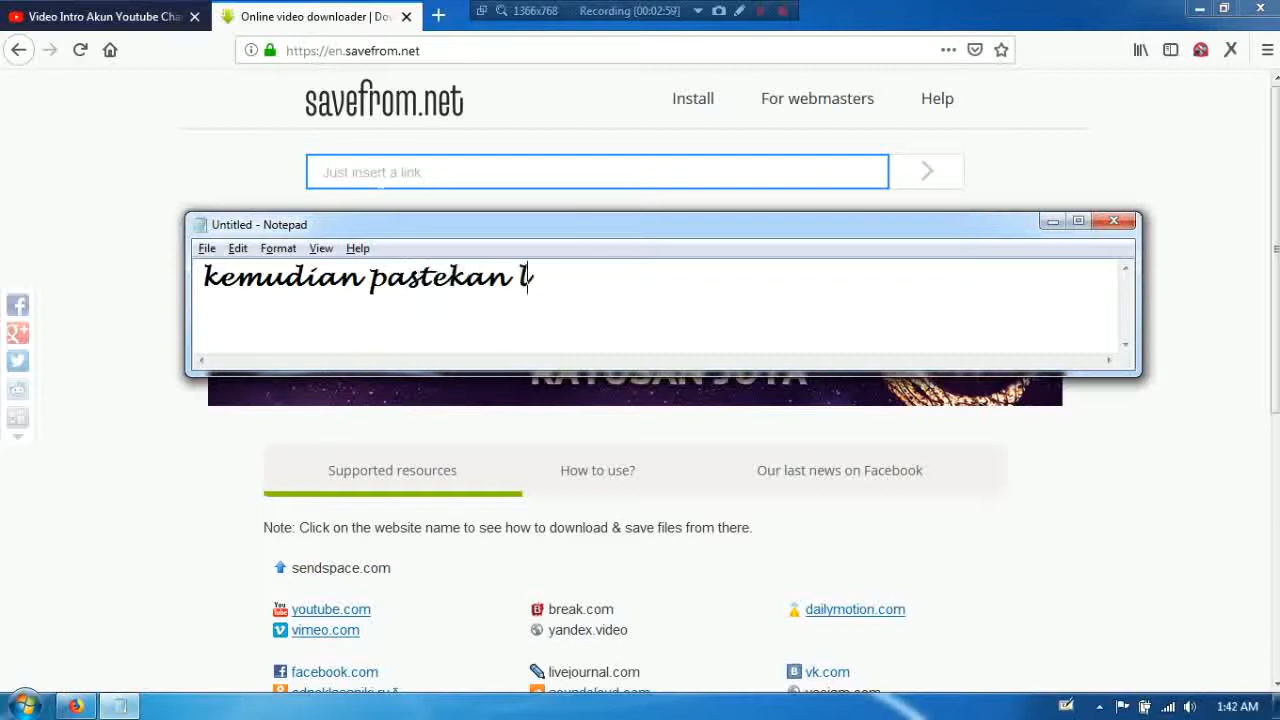 Video Intro Akun Youtube Cha
Online video downloader | Do
1366x768
Recording [00:02:59]
https://en.savefrom.net
savefrom.net
Install
For webmasters
Help
Just insert a link
Untitled - Notepad
File Edit Format View Help
kemudian pastekan l
Supported resources
How to use?
Our last news on Facebook
Note: Click on the website name to see how to download & save files from there.
sendspace.com
youtube.com
break.com
dailymotion.com
vimeo.com
yandex.video
facebook.com
livejournal.com
vk.com
1:42 AM